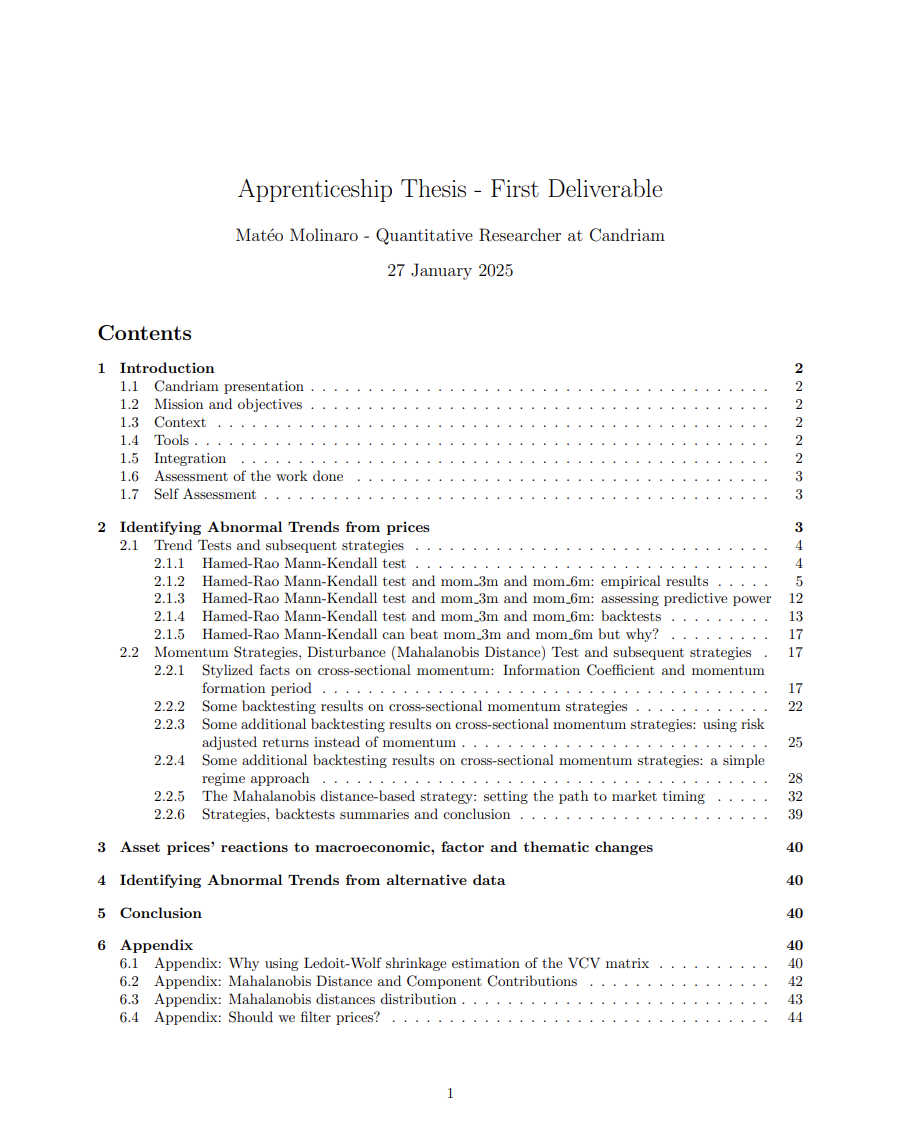 Apprenticeship Thesis - First Deliverable
Matéo Molinaro - Quantitative Researcher at Candriam
27 January 2025
Contents
1 Introduction 2
1.1 Candriam presentation . . . . . . . . . . . . . . . . . . . . . . . . . . . . . . . . . . . . . . . . 2
1.2 Mission and objectives . . . . . . . . . . . . . . . . . . . . . . . . . . . . . . . . . . . . . . . . 2
1.3 Context . . . . . . . . . . . . . . . . . . . . . . . . . . . . . . . . . . . . . . . . . . . . . . . . 2
1.4 Tools . . . . . . . . . . . . . . . . . . . . . . . . . . . . . . . . . . . . . . . . . . . . . . . . . . 2
1.5 Integration . . . . . . . . . . . . . . . . . . . . . . . . . . . . . . . . . . . . . . . . . . . . . . 2
1.6 Assessment of the work done . . . . . . . . . . . . . . . . . . . . . . . . . . . . . . . . . . . . 3
1.7 Self Assessment . . . . . . . . . . . . . . . . . . . . . . . . . . . . . . . . . . . . . . . . . . . . 3
2 Identifying Abnormal Trends from prices 3
2.1 Trend Tests and subsequent strategies . . . . . . . . . . . . . . . . . . . . . . . . . . . . . . . 4
2.1.1 Hamed-Rao Mann-Kendall test . . . . . . . . . . . . . . . . . . . . . . . . . . . . . . . 4
2.1.2 Hamed-Rao Mann-Kendall test and mom_3m and mom_6m: empirical results . . . . . 5
2.1.3 Hamed-Rao Mann-Kendall test and mom_3m and mom_6m: assessing predictive power 12
2.1.4 Hamed-Rao Mann-Kendall test and mom_3m and mom_6m: backtests . . . . . . . . . 13
2.1.5 Hamed-Rao Mann-Kendall can beat mom_3m and mom_6m but why? . . . . . . . . . 17
2.2 Momentum Strategies, Disturbance (Mahalanobis Distance) Test and subsequent strategies . 17
2.2.1 Stylized facts on cross-sectional momentum: Information Coefficient and momentum
formation period . . . . . . . . . . . . . . . . . . . . . . . . . . . . . . . . . . . . . . . 17
2.2.2 Some backtesting results on cross-sectional momentum strategies . . . . . . . . . . . . 22
2.2.3 Some additional backtesting results on cross-sectional momentum strategies: using risk
adjusted returns instead of momentum . . . . . . . . . . . . . . . . . . . . . . . . . . . 25
2.2.4 Some additional backtesting results on cross-sectional momentum strategies: a simple
regime approach . . . . . . . . . . . . . . . . . . . . . . . . . . . . . . . . . . . . . . . 28
2.2.5 The Mahalanobis distance-based strategy: setting the path to market timing . . . . . 32
2.2.6 Strategies, backtests summaries and conclusion . . . . . . . . . . . . . . . . . . . . . . 39
3 Asset prices' reactions to macroeconomic, factor and thematic changes 40
4 Identifying Abnormal Trends from alternative data 40
5 Conclusion 40
6 Appendix 40
6.1 Appendix: Why using Ledoit-Wolf shrinkage estimation of the VCV matrix . . . . . . . . . . 40
6.2 Appendix: Mahalanobis Distance and Component Contributions . . . . . . . . . . . . . . . . 42
6.3 Appendix: Mahalanobis distances distribution . . . . . . . . . . . . . . . . . . . . . . . . . . . 43
6.4 Appendix: Should we filter prices? . . . . . . . . . . . . . . . . . . . . . . . . . . . . . . . . . 44
1